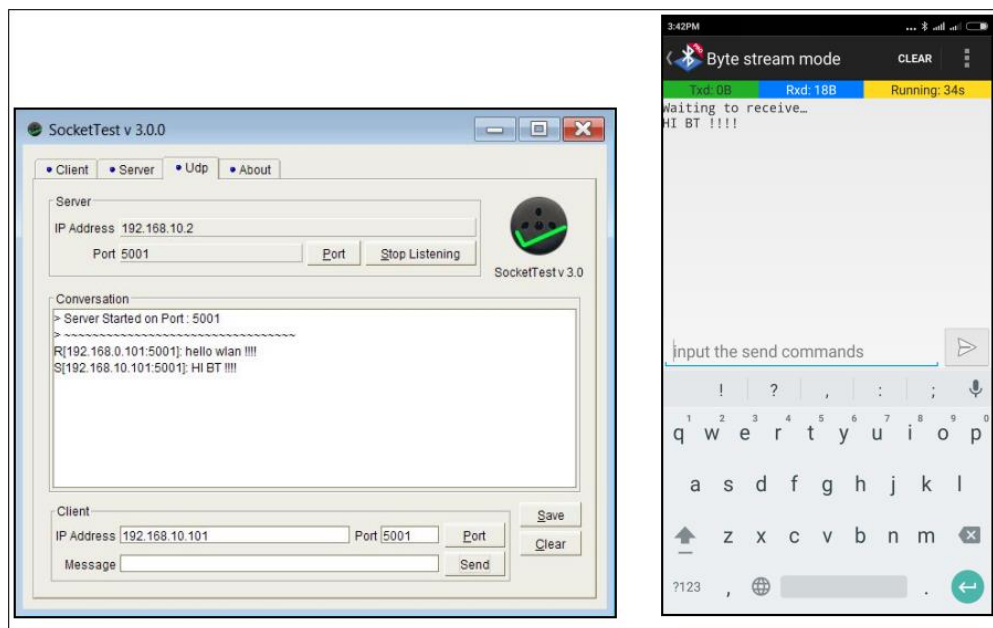 SocketTest v 3.0.0
Client Server Udp About
Server
IP Address 192.168.10.2
Port 5001 Port Stop Listening
SocketTest v 3.0
Conversation
> Server Started on Port : 5001
> ~~~~~~~~~~~~~~~~~~~~~~~~~~~~~~~~~
R[192.168.0.101:5001]: hello wlan !!!!
S[192.168.10.101:5001]: HI BT !!!!
Client
IP Address 192.168.10.101 Port 5001 Port
Message Send
Save
Clear
3:42PM ...
Byte stream mode CLEAR
Txd: 0B Rxd: 18B Running: 34s
Waiting to receive…
HI BT !!!!
input the send commands
! ? , : ;
1 2 3 4 5 6 7 8 9 0
q w e r t y u i o p
a s d f g h j k l
z x c v b n m
?123 , .